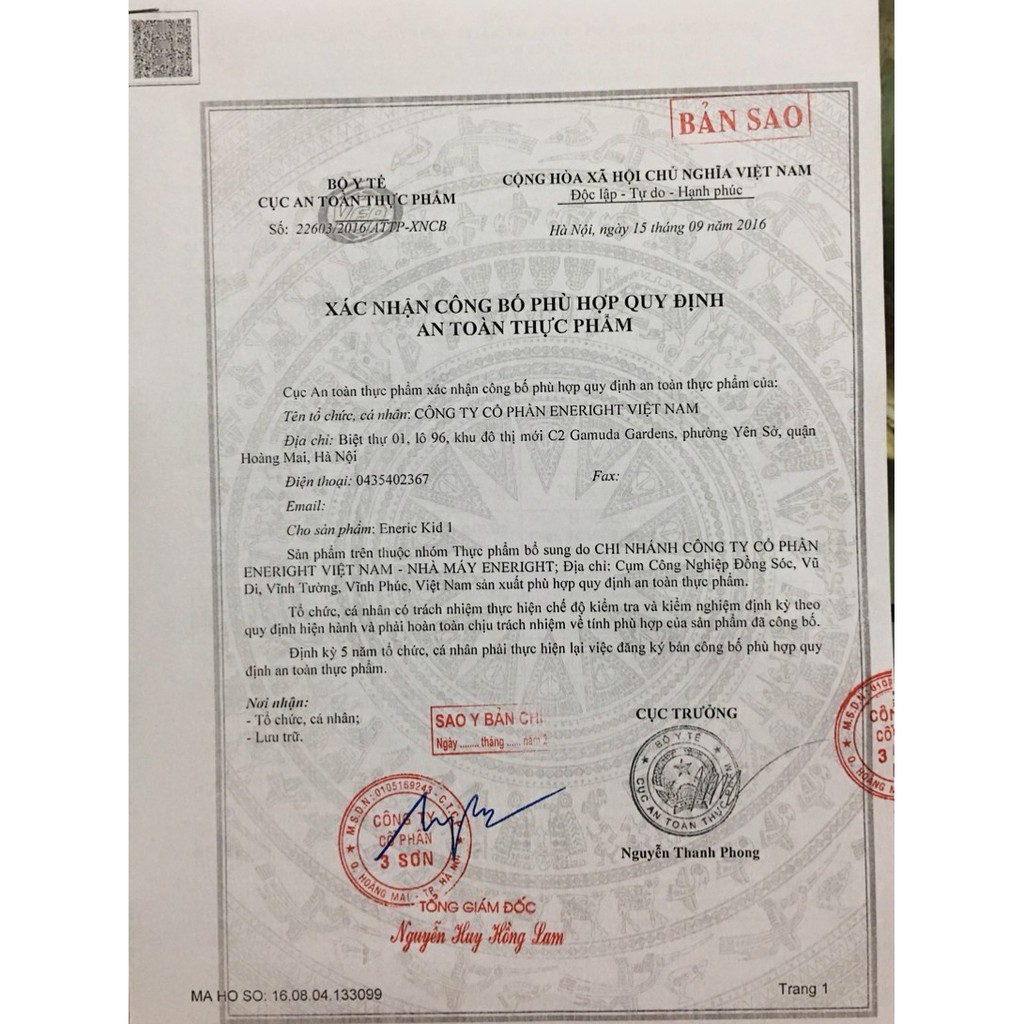 BẢN SAO
BỘ Y TẾ
CỤC AN TOÀN THỰC PHẨM
Số: 22603/2016/ATTP-XNCB
CỘNG HÒA XÃ HỘI CHỦ NGHĨA VIỆT NAM
Độc lập - Tự do - Hạnh phúc
Hà Nội, ngày 15 tháng 09 năm 2016
XÁC NHẬN CÔNG BỐ PHÙ HỢP QUY ĐỊNH
AN TOÀN THỰC PHẨM
Cục An toàn thực phẩm xác nhận công bố phù hợp quy định an toàn thực phẩm của:
Tên tổ chức, cá nhân: CÔNG TY CỔ PHẦN ENERIGHT VIỆT NAM
Địa chỉ: Biệt thự 01, lô 96, khu đô thị mới C2 Gamuda Gardens, phường Yên Sở, quận
Hoàng Mai, Hà Nội
Điện thoại: 0435402367 Fax:
Email:
Cho sản phẩm: Eneric Kid 1
Sản phẩm trên thuộc nhóm Thực phẩm bổ sung do CHI NHÁNH CÔNG TY CỔ PHẦN
ENERIGHT VIỆT NAM - NHÀ MÁY ENERIGHT; Địa chỉ: Cụm Công Nghiệp Đồng Sóc, Vũ
Di, Vĩnh Tường, Vĩnh Phúc, Việt Nam sản xuất phù hợp quy định an toàn thực phẩm.
Tổ chức, cá nhân có trách nhiệm thực hiện chế độ kiểm tra và kiểm nghiệm định kỳ theo
quy định hiện hành và phải hoàn toàn chịu trách nhiệm về tính phù hợp của sản phẩm đã công bố.
Định kỳ 5 năm tổ chức, cá nhân phải thực hiện lại việc đăng ký bản công bố phù hợp quy
định an toàn thực phẩm.
Nơi nhận:
- Tổ chức, cá nhân;
- Lưu trữ.
SAO Y BẢN CHÍ
Ngày ........ tháng ...... năm 2
CỤC TRƯỞNG
BỘ Y TẾ
CỤC AN TOÀN THỰC
Nguyễn Thanh Phong
M.S.D.N: 0105169243 - C.T.C.P
CÔNG TY
CỔ PHẦN
3 SƠN
Q. HOÀNG MAI - TP. HÀ NỘI
M.S.D.N: 0105
CÔN
CỔ
3
Q. HOÀNG MA
TỔNG GIÁM ĐỐC
Nguyễn Huy Hồng Lam
MA HO SO: 16.08.04.133099
Trang 1